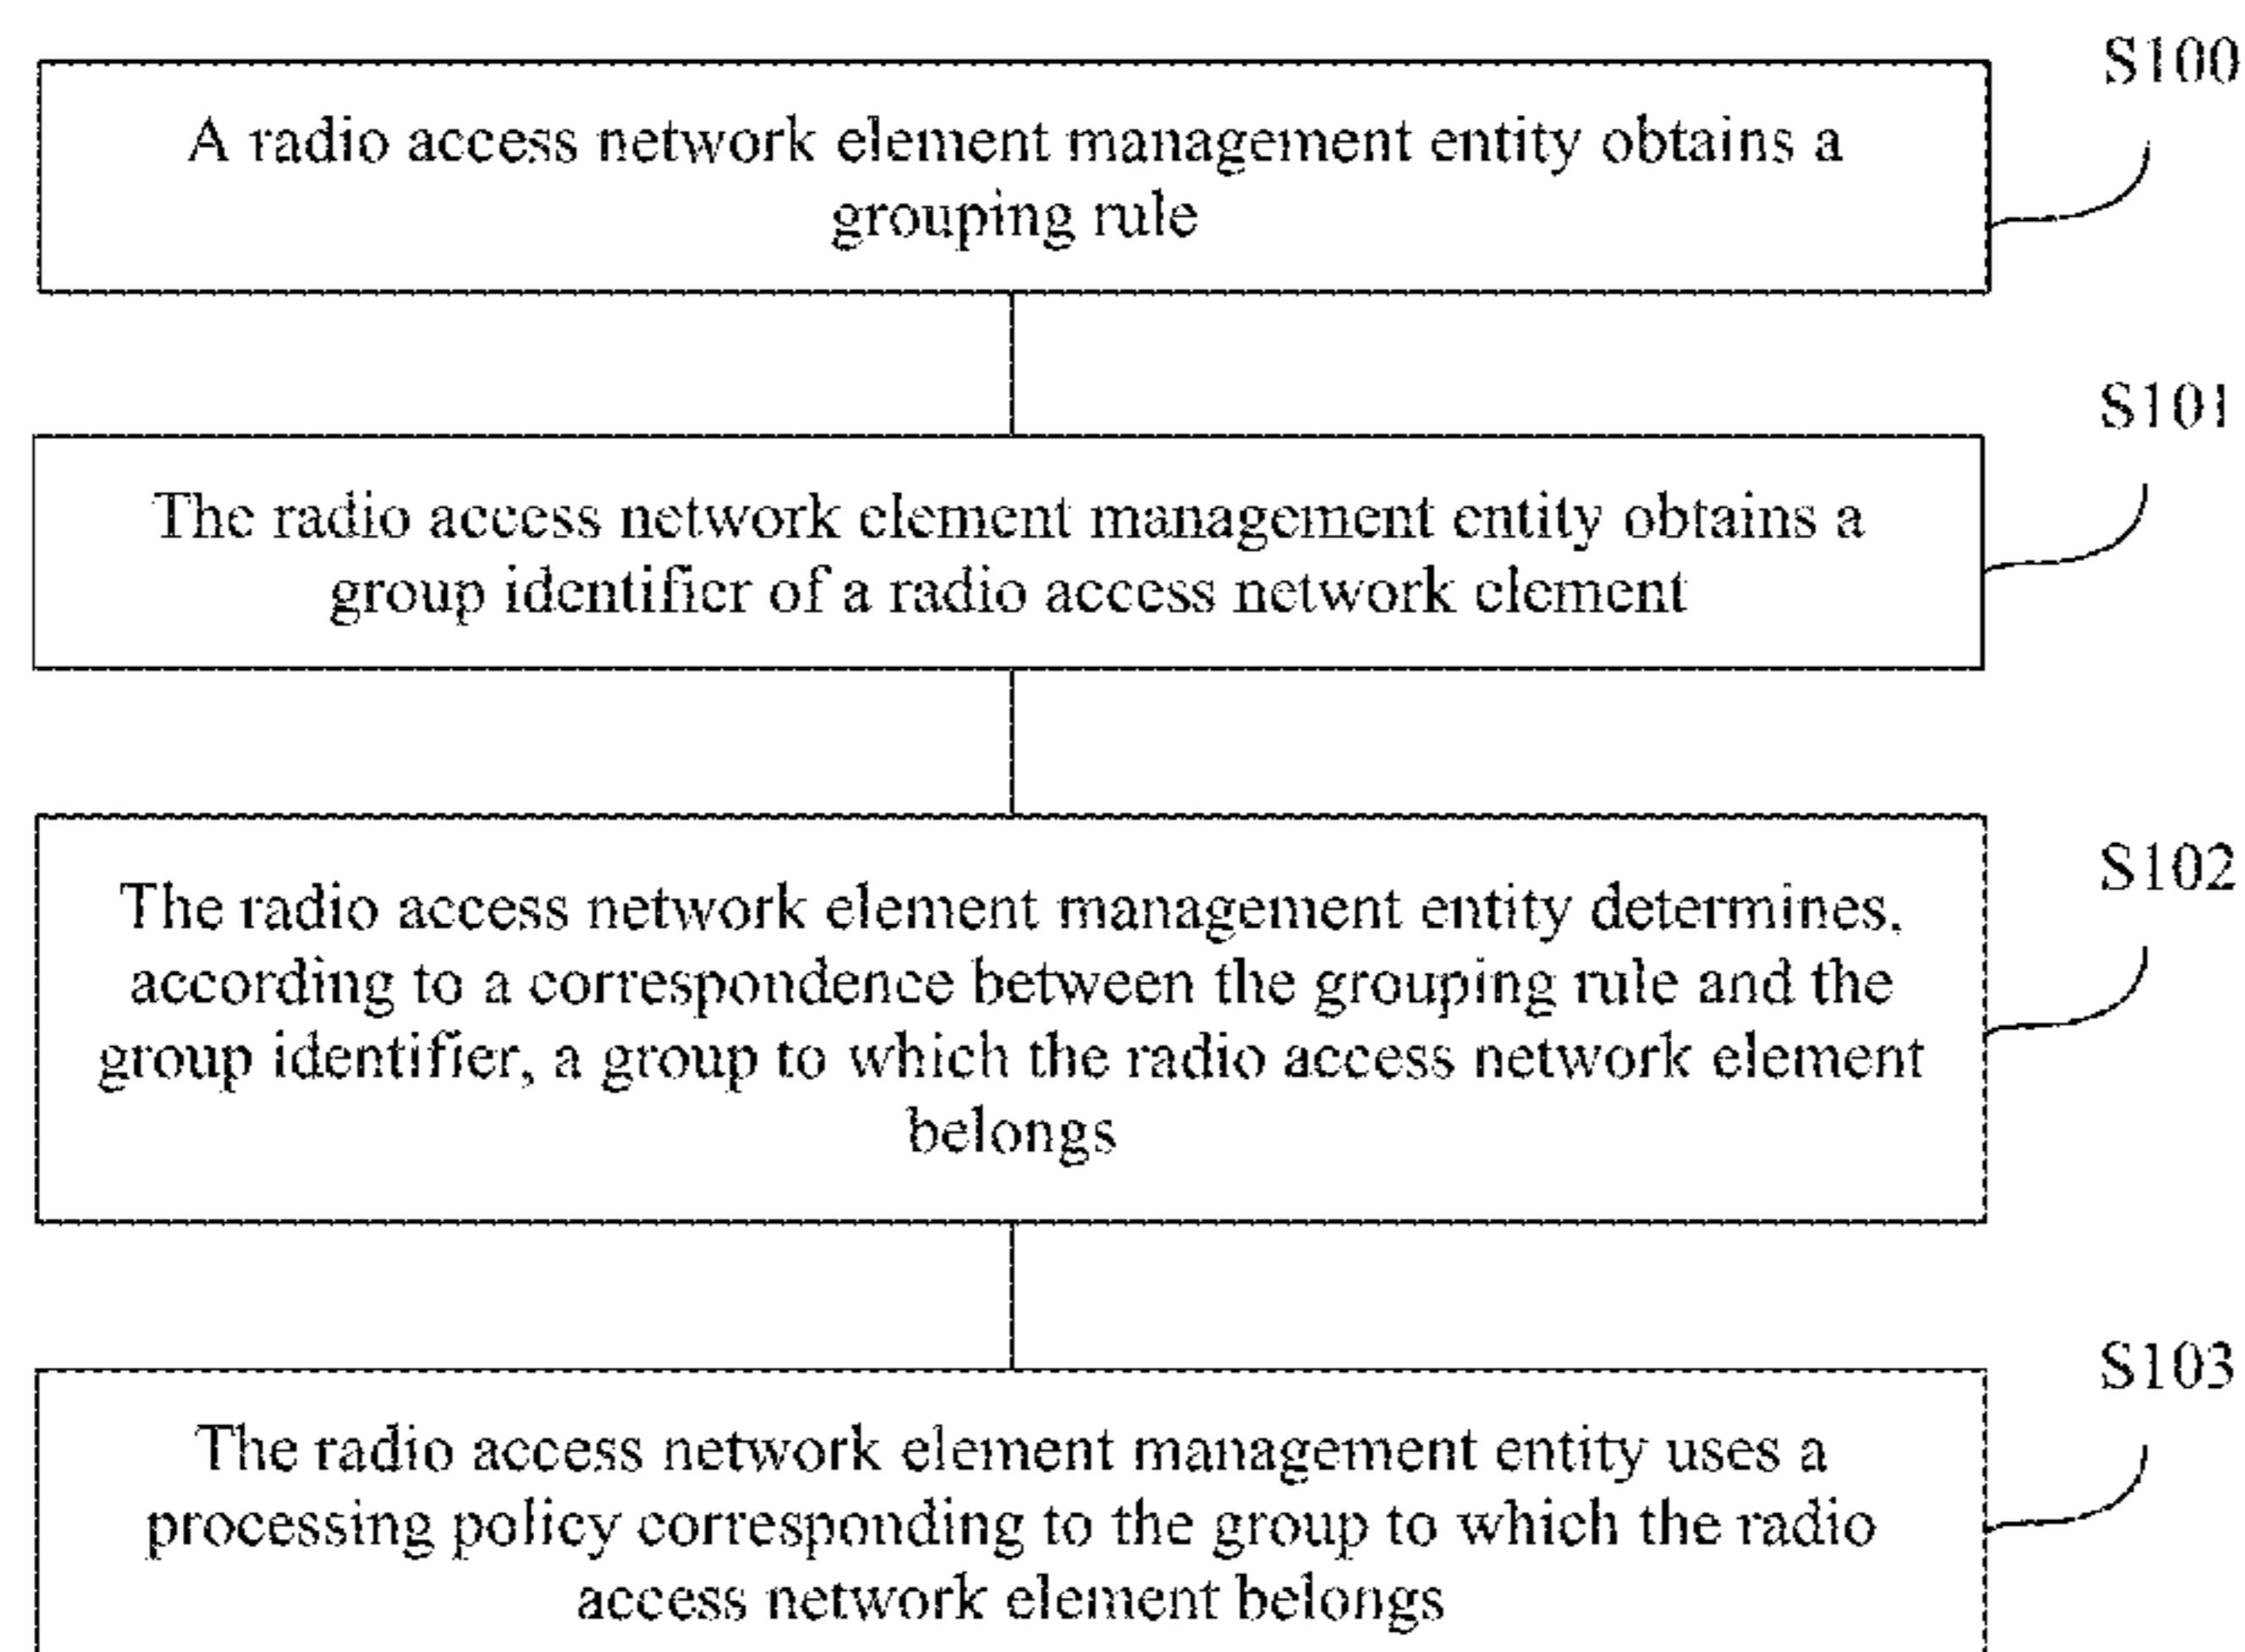 S100
A radio access network element management entity obtains a
grouping rule
S101
The radio access network element management entity obtains a
group identifier of a radio access network element
S102
The radio access network element management entity determines,
according to a correspondence between the grouping rule and the
group identifier, a group to which the radio access network element
belongs
S103
The radio access network element management entity uses a
processing policy corresponding to the group to which the radio
access network element belongs